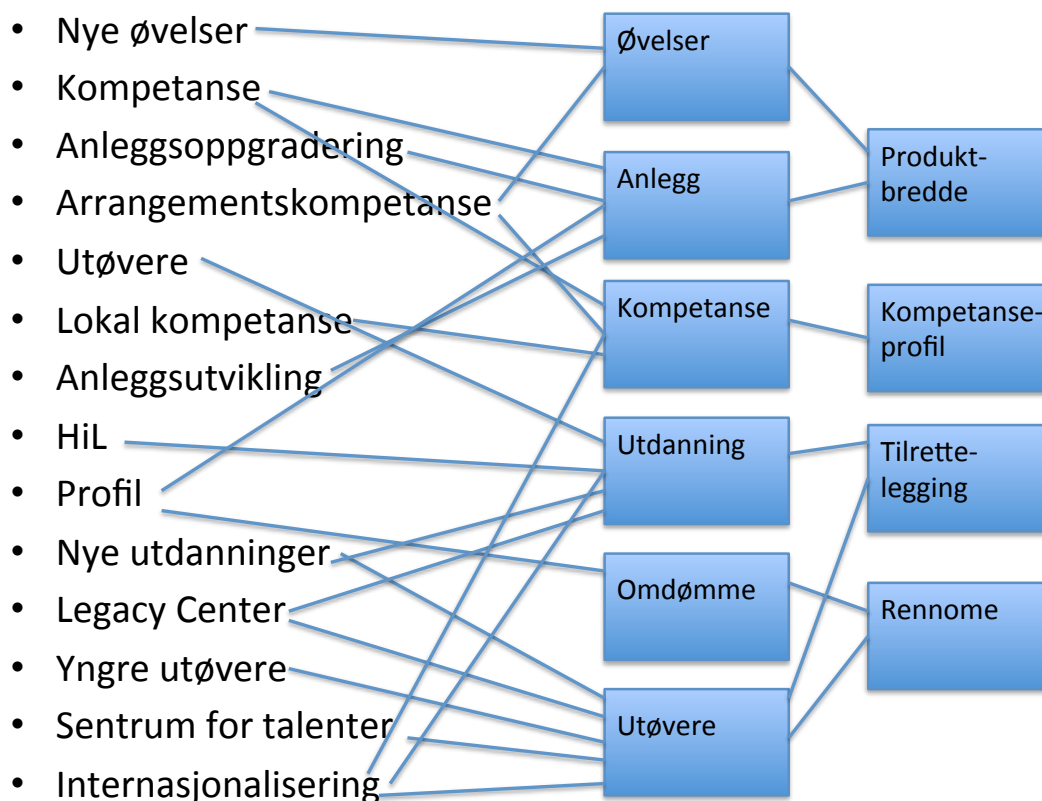 • Nye øvelser
• Kompetanse
• Anleggsoppgradering
• Arrangementskompetanse
• Utøvere
• Lokal kompetanse
• Anleggsutvikling
• HiL
• Profil
• Nye utdanninger
• Legacy Center
• Yngre utøvere
• Sentrum for talenter
• Internasjonalisering
Øvelser
Anlegg
Kompetanse
Utdanning
Omdømme
Utøvere
Produkt-
bredde
Kompetanse-
profil
Tilrette-
legging
Rennome